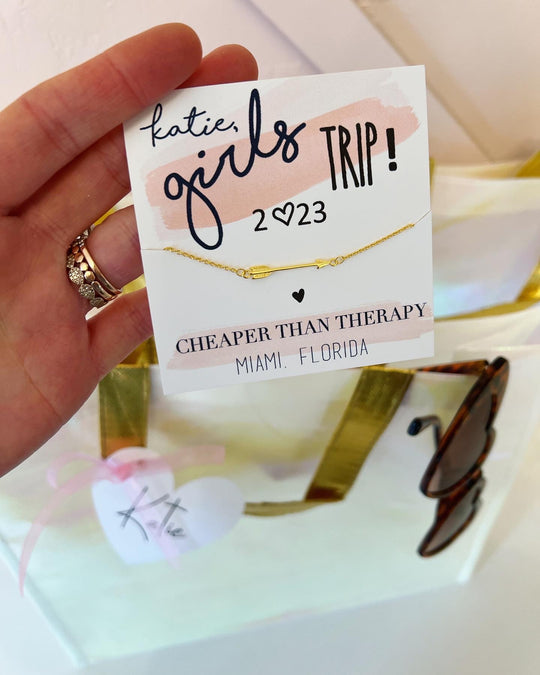 katie,
girls TRIP!
2♡23
♥
CHEAPER THAN THERAPY
MIAMI, FLORIDA
Katie